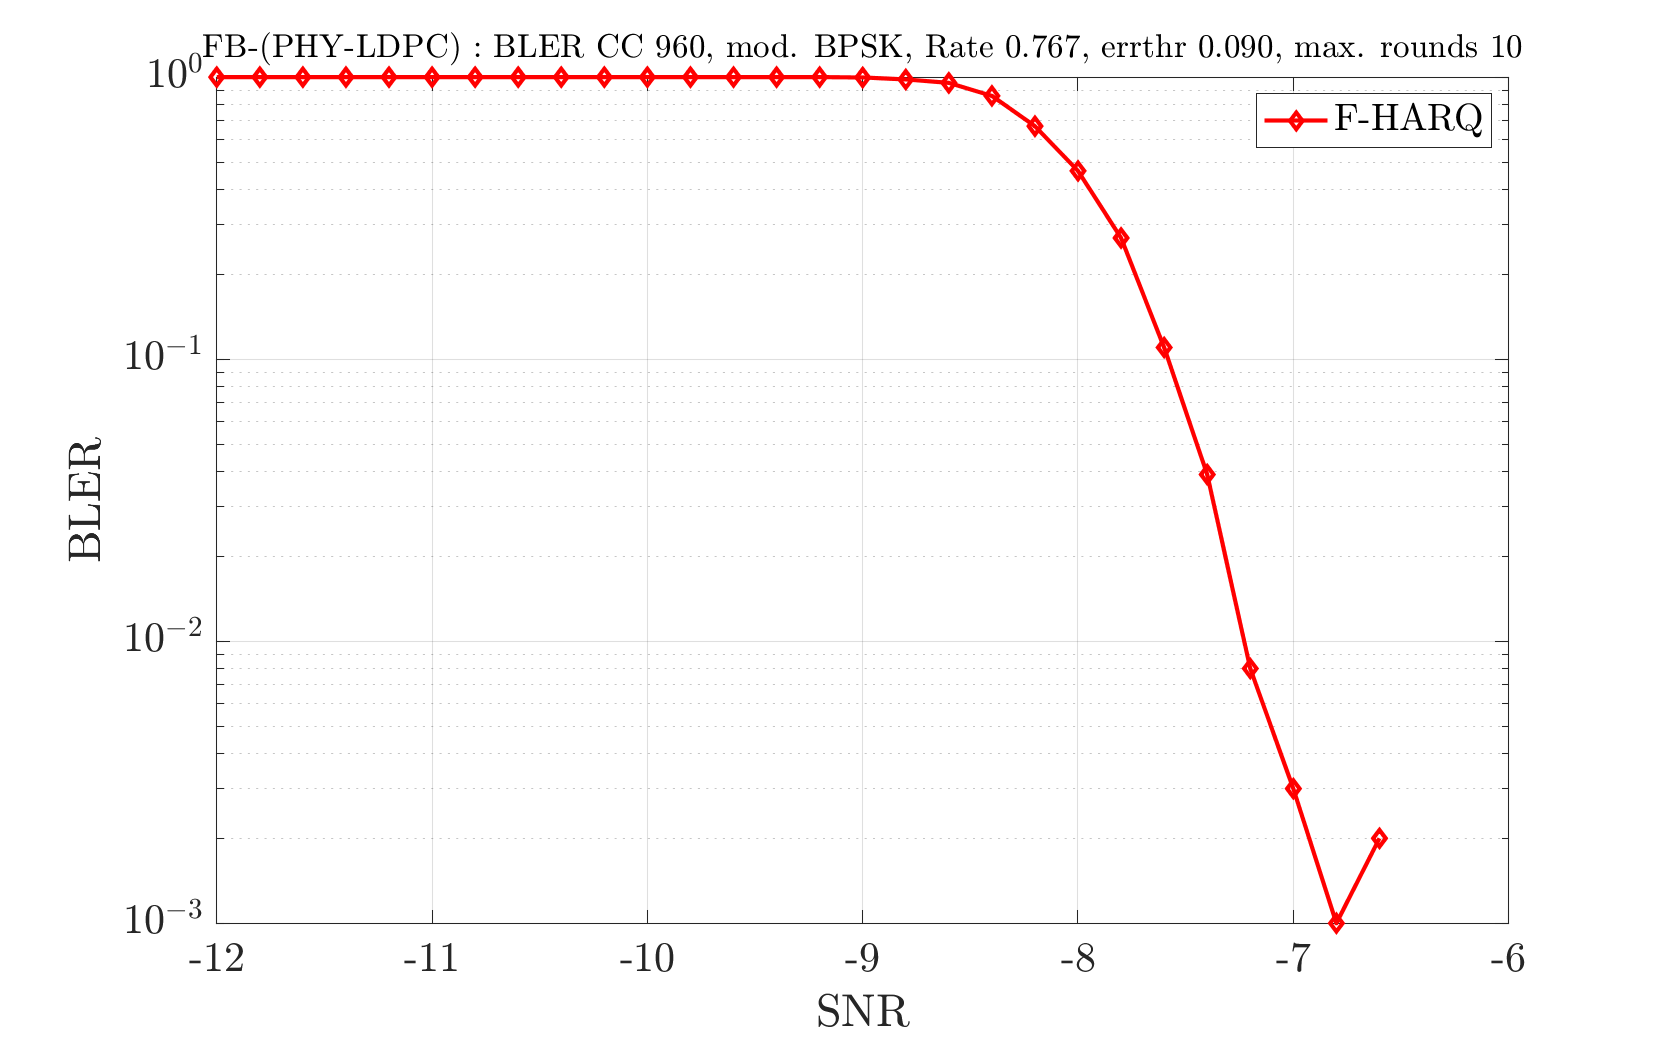 FB-(PHY-LDPC) : BLER CC 960, mod. BPSK, Rate 0.767, errthr 0.090, max. rounds 10
10^0
F-HARQ
10^{-1}
BLER
10^{-2}
10^{-3}
-12 -11 -10 -9 -8 -7 -6
SNR